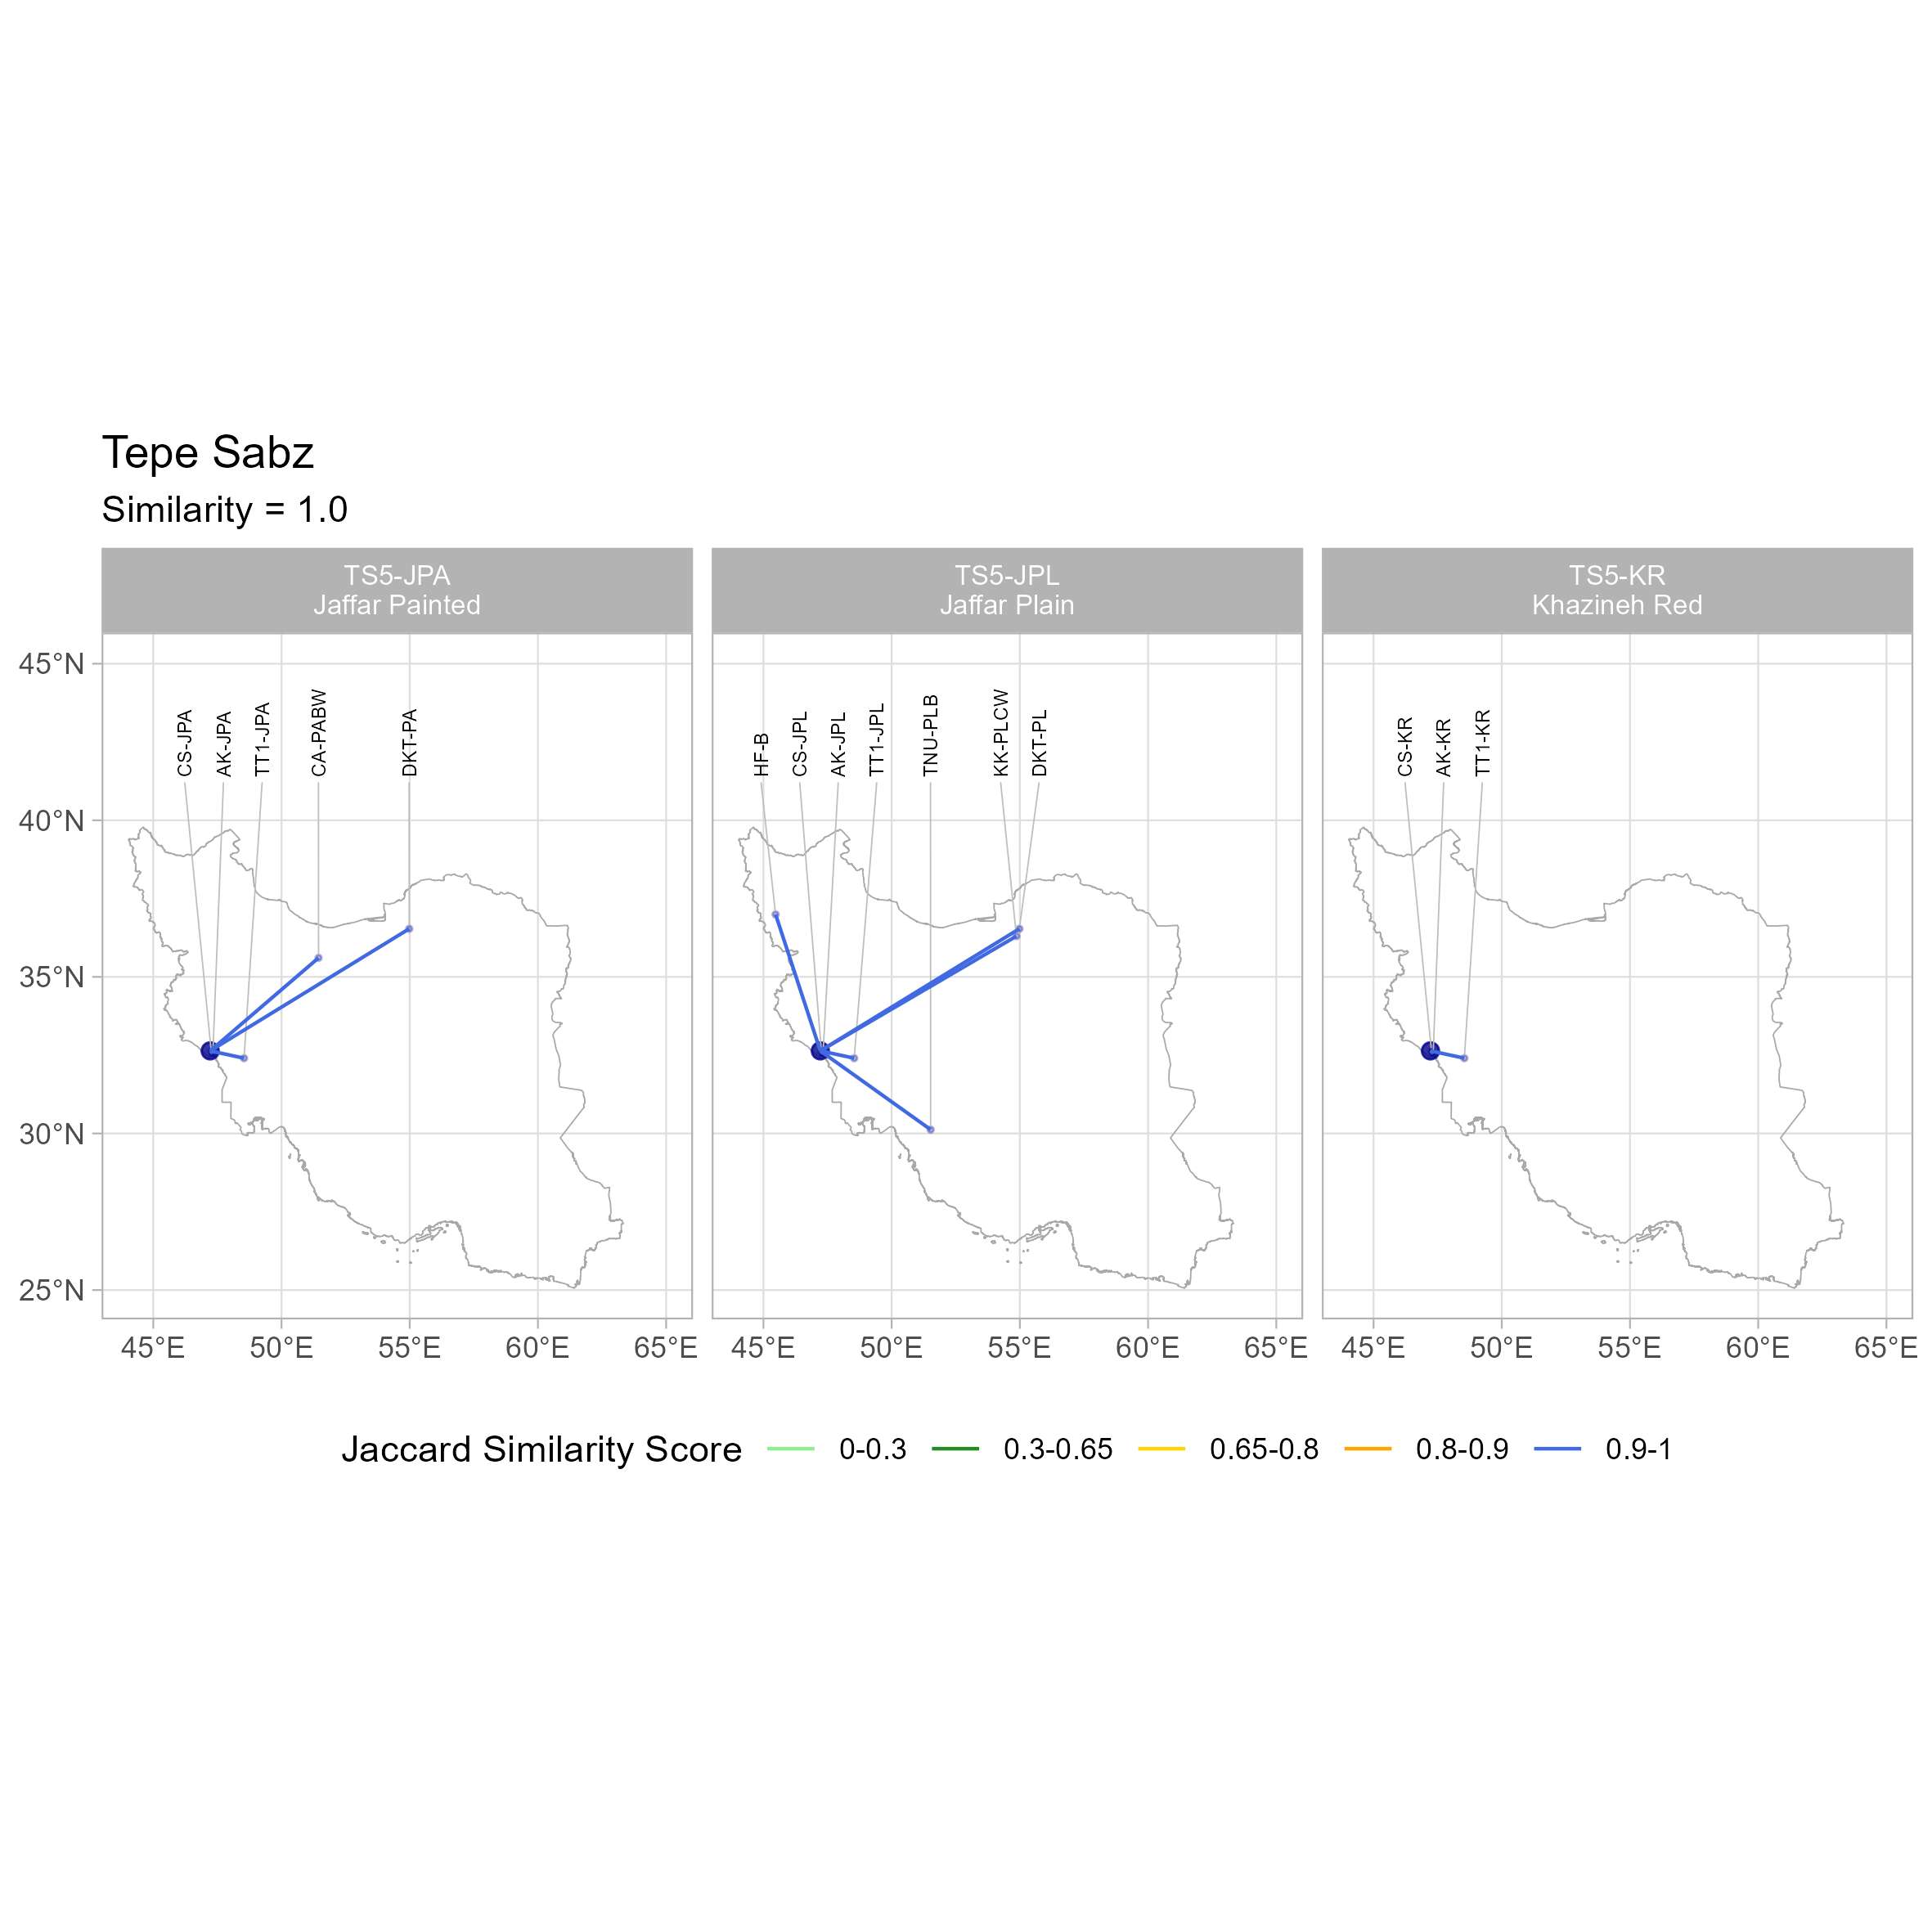 Tepe Sabz
Similarity = 1.0
TS5-JPA
Jaffar Painted
TS5-JPL
Jaffar Plain
TS5-KR
Khazineh Red
45°N
40°N
35°N
30°N
25°N
CS-JPA
AK-JPA
TT1-JPA
CA-PABW
DKT-PA
HF-B
CS-JPL
AK-JPL
TT1-JPL
TNU-PLB
KK-PLCW
DKT-PL
CS-KR
AK-KR
TT1-KR
45°E 50°E 55°E 60°E 65°E
45°E 50°E 55°E 60°E 65°E
45°E 50°E 55°E 60°E 65°E
Jaccard Similarity Score 0-0.3 0.3-0.65 0.65-0.8 0.8-0.9 0.9-1